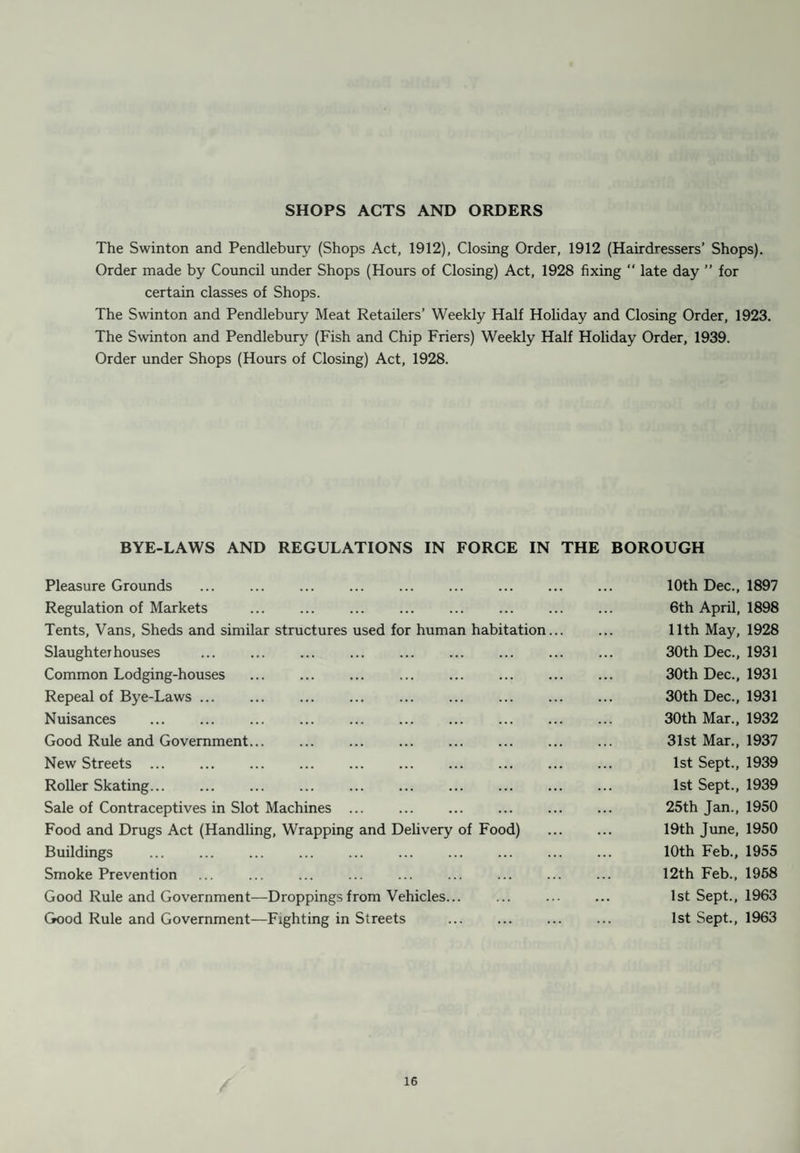 SHOPS ACTS AND ORDERS
The Swinton and Pendlebury (Shops Act, 1912), Closing Order, 1912 (Hairdressers' Shops).
Order made by Council under Shops (Hours of Closing) Act, 1928 fixing " late day " for
certain classes of Shops.
The Swinton and Pendlebury Meat Retailers' Weekly Half Holiday and Closing Order, 1923.
The Swinton and Pendlebury (Fish and Chip Friers) Weekly Half Holiday Order, 1939.
Order under Shops (Hours of Closing) Act, 1928.
BYE-LAWS AND REGULATIONS IN FORCE IN THE BOROUGH
Pleasure Grounds ... ... ... ... ... ... ... ... ... 10th Dec., 1897
Regulation of Markets ... ... ... ... ... ... ... ... 6th April, 1898
Tents, Vans, Sheds and similar structures used for human habitation... ... 11th May, 1928
Slaughterhouses ... ... ... ... ... ... ... ... ... 30th Dec., 1931
Common Lodging-houses ... ... ... ... ... ... ... ... 30th Dec., 1931
Repeal of Bye-Laws ... ... ... ... ... ... ... ... ... 30th Dec., 1931
Nuisances ... ... ... ... ... ... ... ... ... ... 30th Mar., 1932
Good Rule and Government... ... ... ... ... ... ... ... 31st Mar., 1937
New Streets ... ... ... ... ... ... ... ... ... ... 1st Sept., 1939
Roller Skating... ... ... ... ... ... ... ... ... ... 1st Sept., 1939
Sale of Contraceptives in Slot Machines ... ... ... ... ... ... 25th Jan., 1950
Food and Drugs Act (Handling, Wrapping and Delivery of Food) ... ... 19th June, 1950
Buildings ... ... ... ... ... ... ... ... ... ... 10th Feb., 1955
Smoke Prevention ... ... ... ... ... ... ... ... ... 12th Feb., 1958
Good Rule and Government—Droppings from Vehicles... ... ... ... 1st Sept., 1963
Good Rule and Government—Fighting in Streets ... ... ... ... 1st Sept., 1963
16